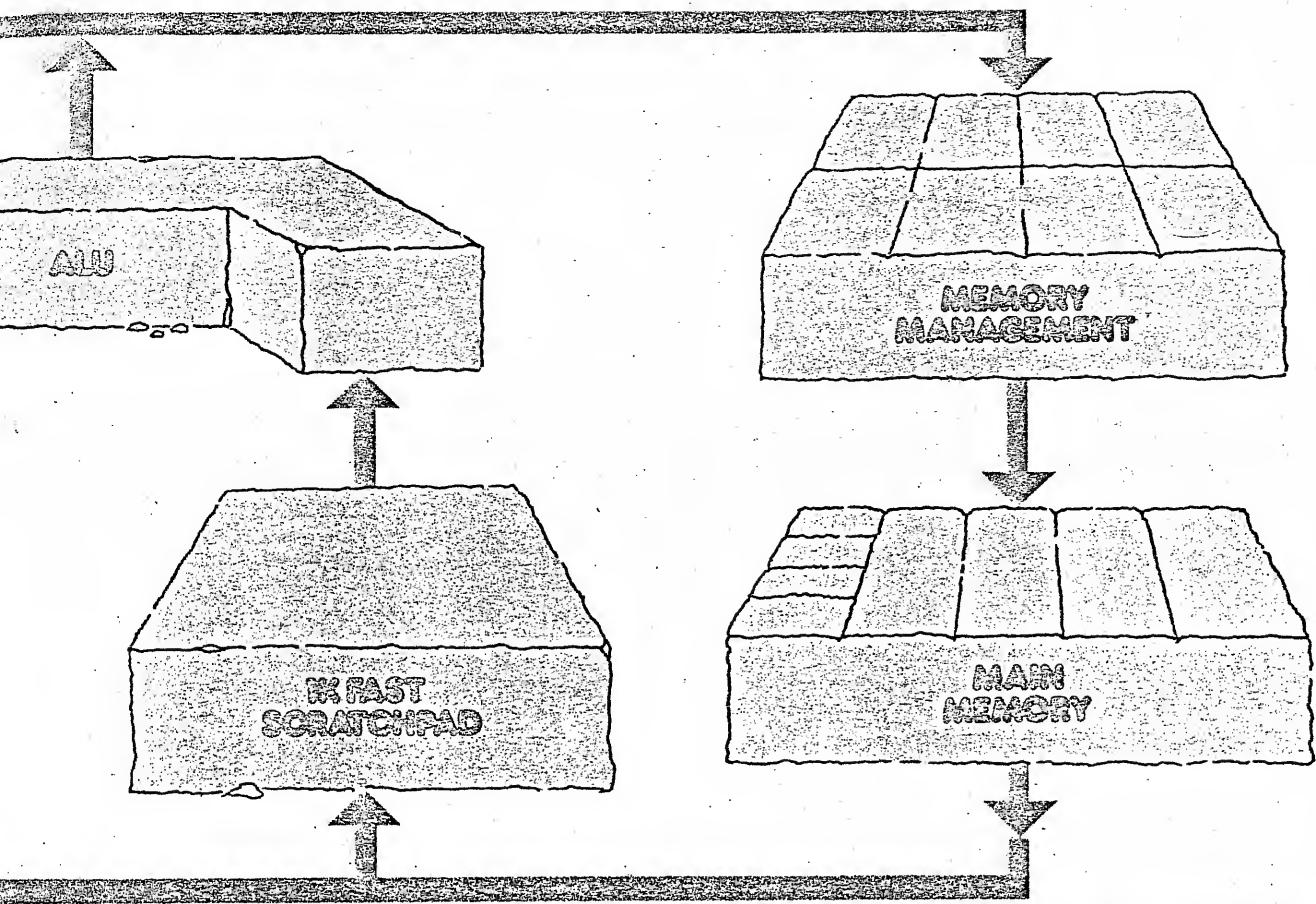 ALU
MEMORY
MANAGEMENT
1K FAST
SCRATCHPAD
MAIN
MEMORY